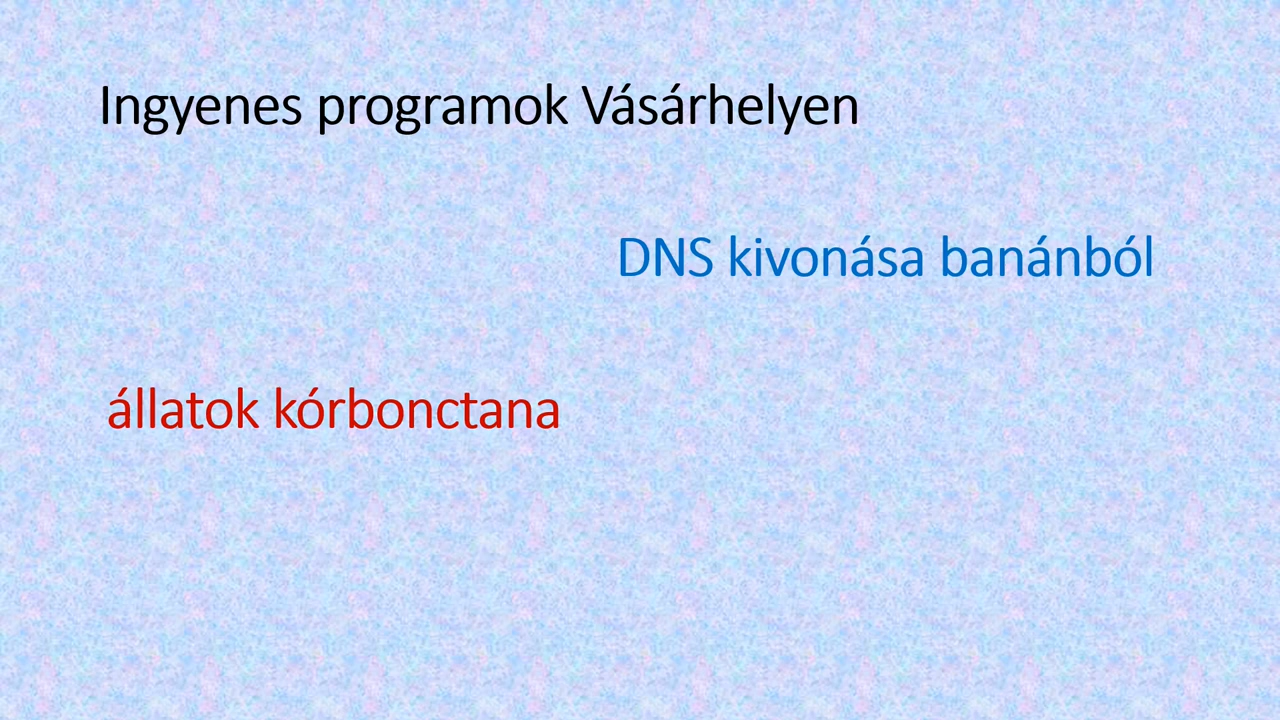 Ingyenes programok Vásárhelyen
DNS kivonása banánból
állatok kórbonctana